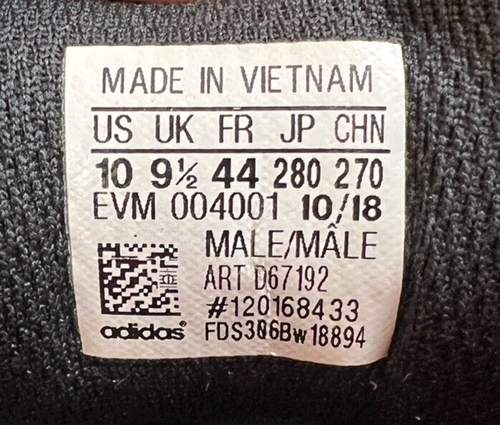 MADE IN VIETNAM
US UK FR JP CHN
10 9½ 44 280 270
EVM 004001 10/18
MALE/MÂLE
ART D67192
#120168433
adidas FDS306BW18894